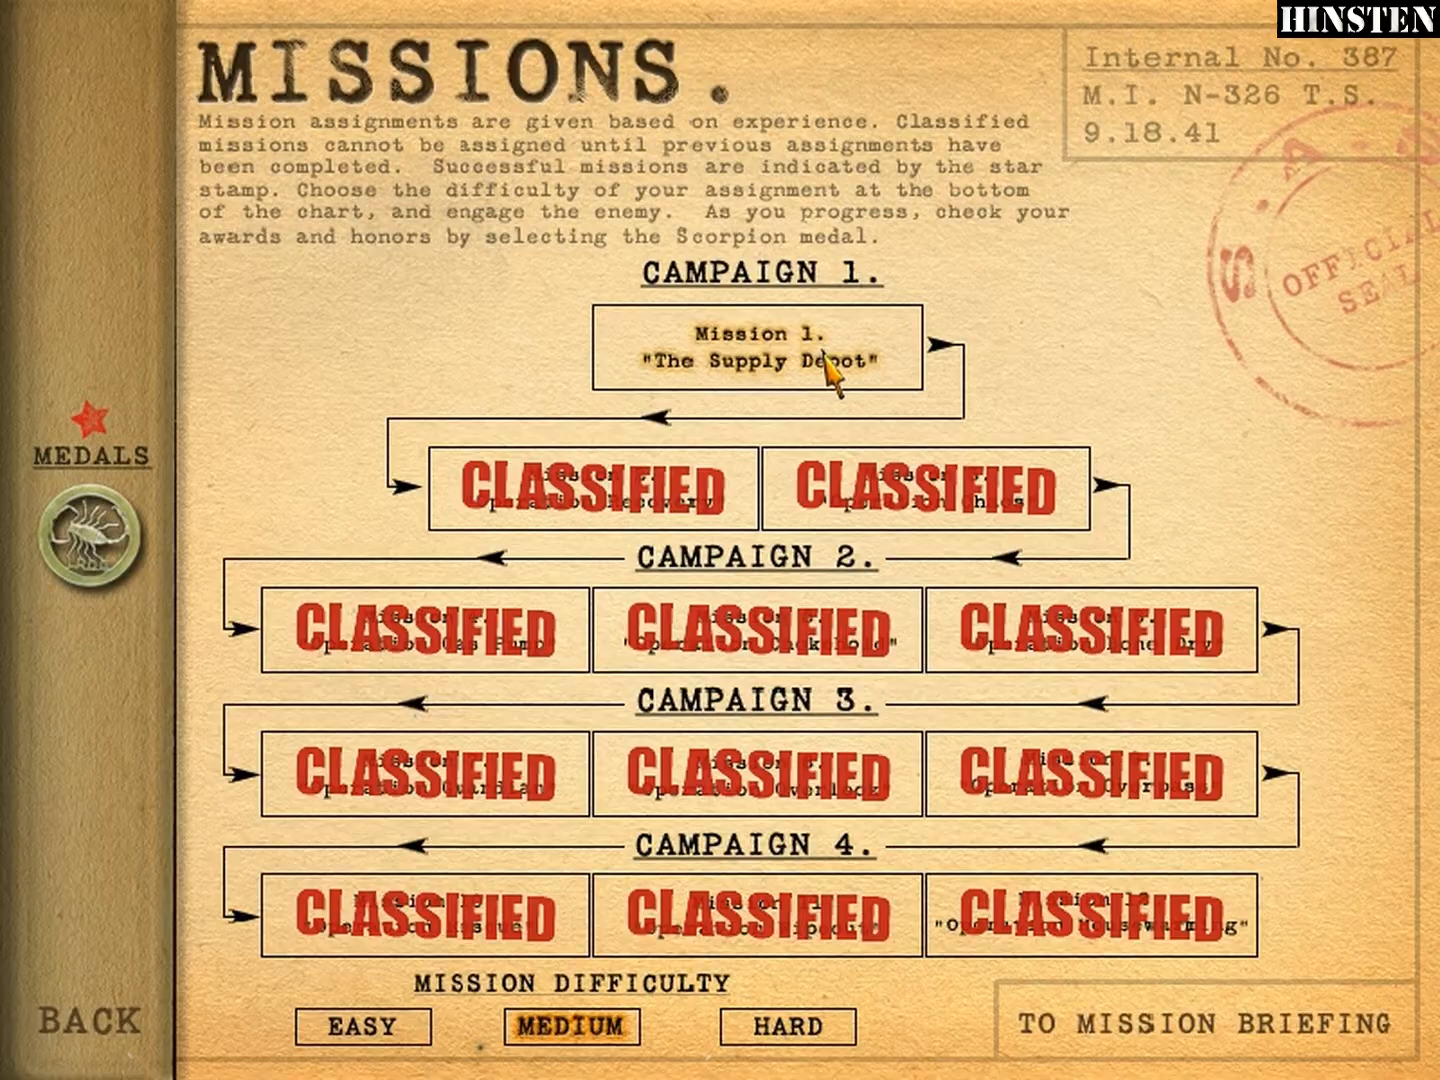 HINSTEN
MISSIONS.
Internal No. 387
M.I. N-326 T.S.
9.18.41
Mission assignments are given based on experience. Classified
missions cannot be assigned until previous assignments have
been completed.  Successful missions are indicated by the star
stamp. Choose the difficulty of your assignment at the bottom
of the chart, and engage the enemy.  As you progress, check your
awards and honors by selecting the Scorpion medal.
OFFICIAL
SEAL
CAMPAIGN 1.
Mission 1.
"The Supply Depot"
MEDALS
CLASSIFIED CLASSIFIED
CAMPAIGN 2.
CLASSIFIED CLASSIFIED CLASSIFIED
CAMPAIGN 3.
CLASSIFIED CLASSIFIED CLASSIFIED
CAMPAIGN 4.
CLASSIFIED CLASSIFIED CLASSIFIED
MISSION DIFFICULTY
BACK
EASY MEDIUM HARD
TO MISSION BRIEFING